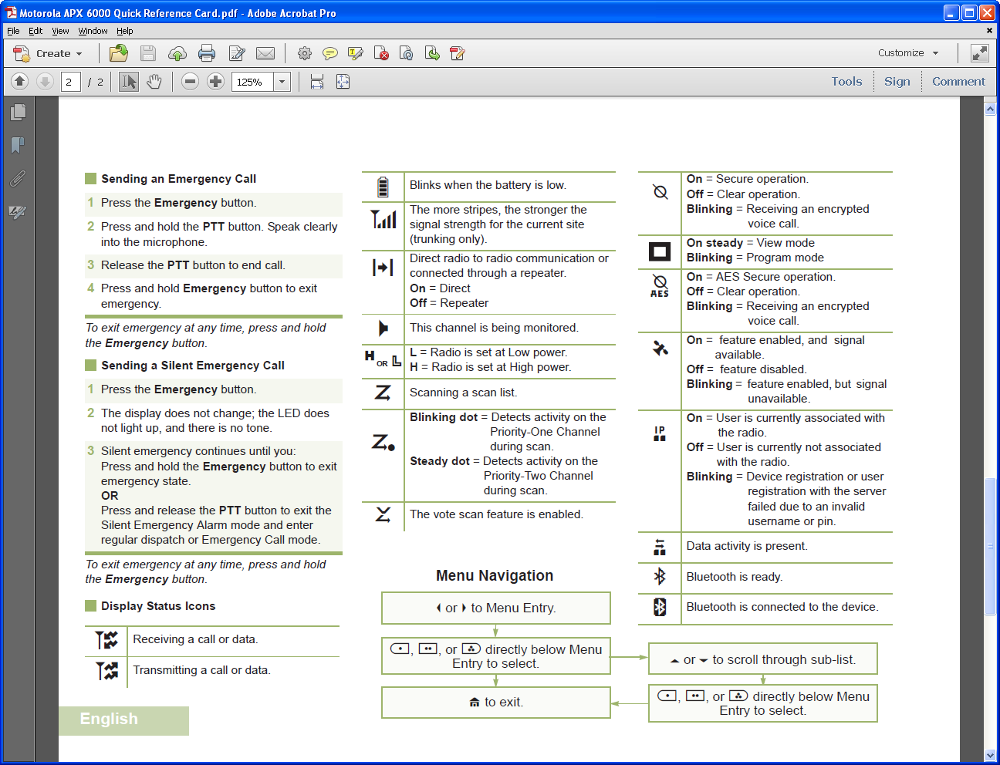 Motorola APX 6000 Quick Reference Card.pdf - Adobe Acrobat Pro
File Edit View Window Help
Create Customize
2 / 2 125% Tools Sign Comment
Sending an Emergency Call
1 Press the Emergency button.
2 Press and hold the PTT button. Speak clearly
into the microphone.
3 Release the PTT button to end call.
4 Press and hold Emergency button to exit
emergency.
To exit emergency at any time, press and hold
the Emergency button.
Sending a Silent Emergency Call
1 Press the Emergency button.
2 The display does not change; the LED does
not light up, and there is no tone.
3 Silent emergency continues until you:
Press and hold the Emergency button to exit
emergency state.
OR
Press and release the PTT button to exit the
Silent Emergency Alarm mode and enter
regular dispatch or Emergency Call mode.
To exit emergency at any time, press and hold
the Emergency button.
Display Status Icons
Receiving a call or data.
Transmitting a call or data.
English
Blinks when the battery is low.
The more stripes, the stronger the
signal strength for the current site
(trunking only).
Direct radio to radio communication or
connected through a repeater.
On = Direct
Off = Repeater
This channel is being monitored.
H OR L
L = Radio is set at Low power.
H = Radio is set at High power.
Scanning a scan list.
Blinking dot = Detects activity on the
Priority-One Channel
during scan.
Steady dot = Detects activity on the
Priority-Two Channel
during scan.
The vote scan feature is enabled.
Menu Navigation
or to Menu Entry.
, , or directly below Menu
Entry to select.
to exit.
On = Secure operation.
Off = Clear operation.
Blinking = Receiving an encrypted
voice call.
On steady = View mode
Blinking = Program mode
AES
On = AES Secure operation.
Off = Clear operation.
Blinking = Receiving an encrypted
voice call.
On = feature enabled, and signal
available.
Off = feature disabled.
Blinking = feature enabled, but signal
unavailable.
IP
On = User is currently associated with
the radio.
Off = User is currently not associated
with the radio.
Blinking = Device registration or user
registration with the server
failed due to an invalid
username or pin.
Data activity is present.
Bluetooth is ready.
Bluetooth is connected to the device.
or to scroll through sub-list.
, , or directly below Menu
Entry to select.